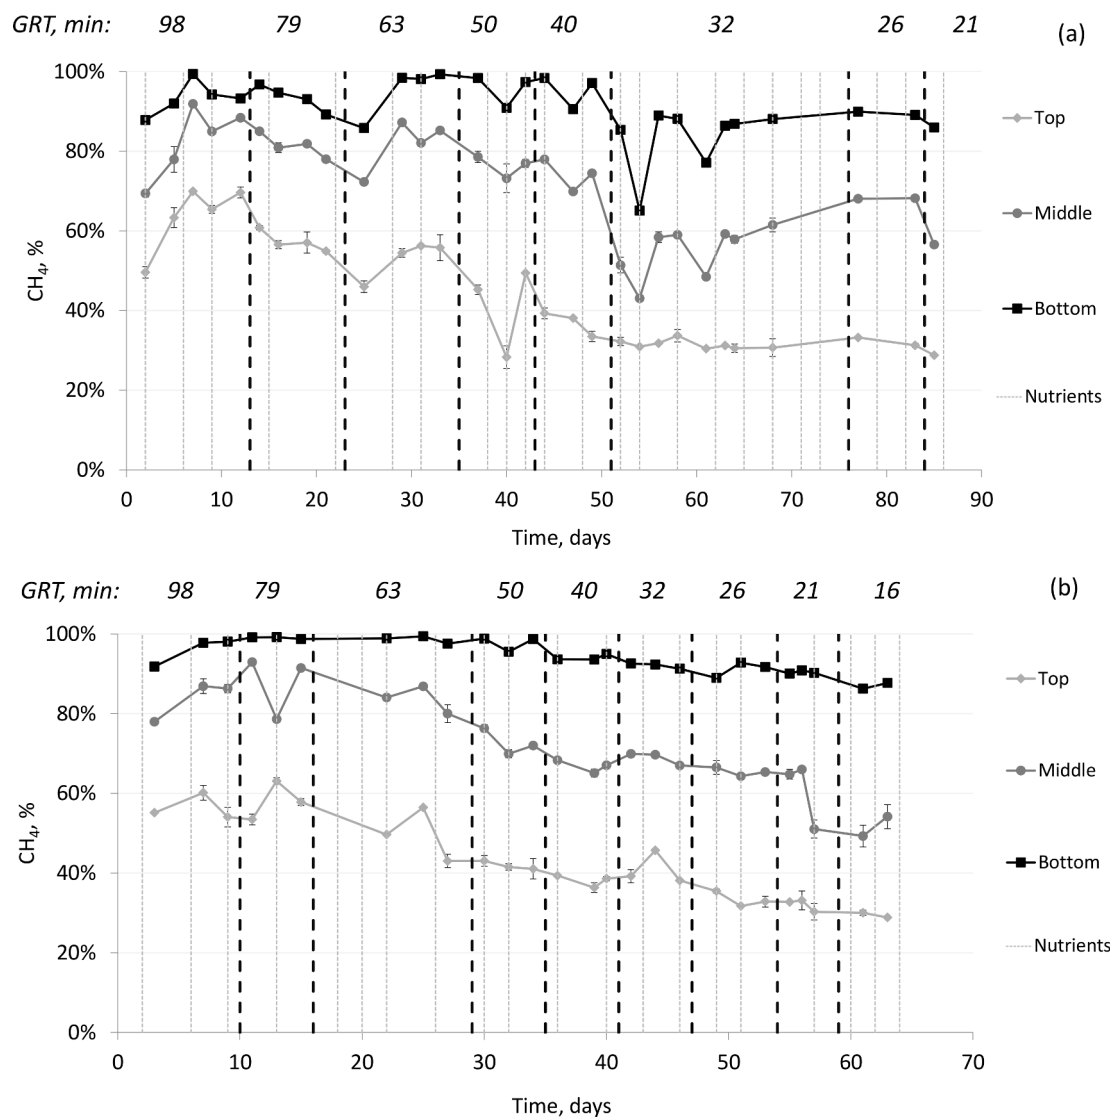 GRT, min: 98 79 63 50 40 32 26 21
(a)
100%
80%
60%
40%
20%
0%
CH4, %
0 10 20 30 40 50 60 70 80 90
Time, days
Top
Middle
Bottom
Nutrients
GRT, min: 98 79 63 50 40 32 26 21 16
(b)
100%
80%
60%
40%
20%
0%
CH4, %
0 10 20 30 40 50 60 70
Time, days
Top
Middle
Bottom
Nutrients